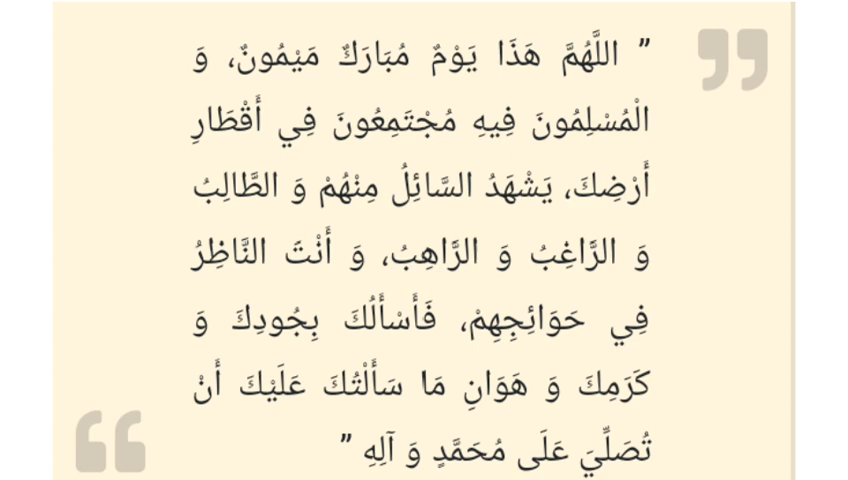 ” اللَّهُمَّ هَذَا يَوْمٌ مُبَارَكٌ مَيْمُونٌ، وَ
الْمُسْلِمُونَ فِيهِ مُجْتَمِعُونَ فِي أَقْطَارِ
أَرْضِكَ، يَشْهَدُ السَّائِلُ مِنْهُمْ وَ الطَّالِبُ
وَ الرَّاغِبُ وَ الرَّاهِبُ، وَ أَنْتَ النَّاظِرُ
فِي حَوَائِجِهِمْ، فَأَسْأَلُكَ بِجُودِكَ وَ
كَرَمِكَ وَ هَوَانِ مَا سَأَلْتُكَ عَلَيْكَ أَنْ
تُصَلِّيَ عَلَى مُحَمَّدٍ وَ آلِهِ ”